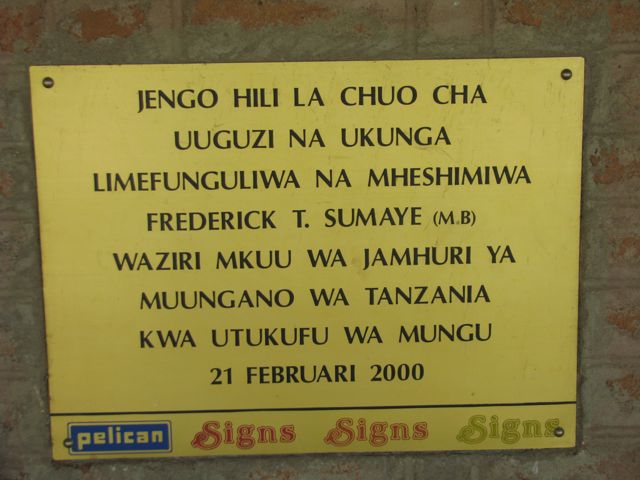 JENGO HILI LA CHUO CHA
UUGUZI NA UKUNGA
LIMEFUNGULIWA NA MHESHIMIWA
FREDERICK T. SUMAYE (M.B)
WAZIRI MKUU WA JAMHURI YA
MUUNGANO WA TANZANIA
KWA UTUKUFU WA MUNGU
21 FEBRUARI 2000
pelican Signs Signs Signs